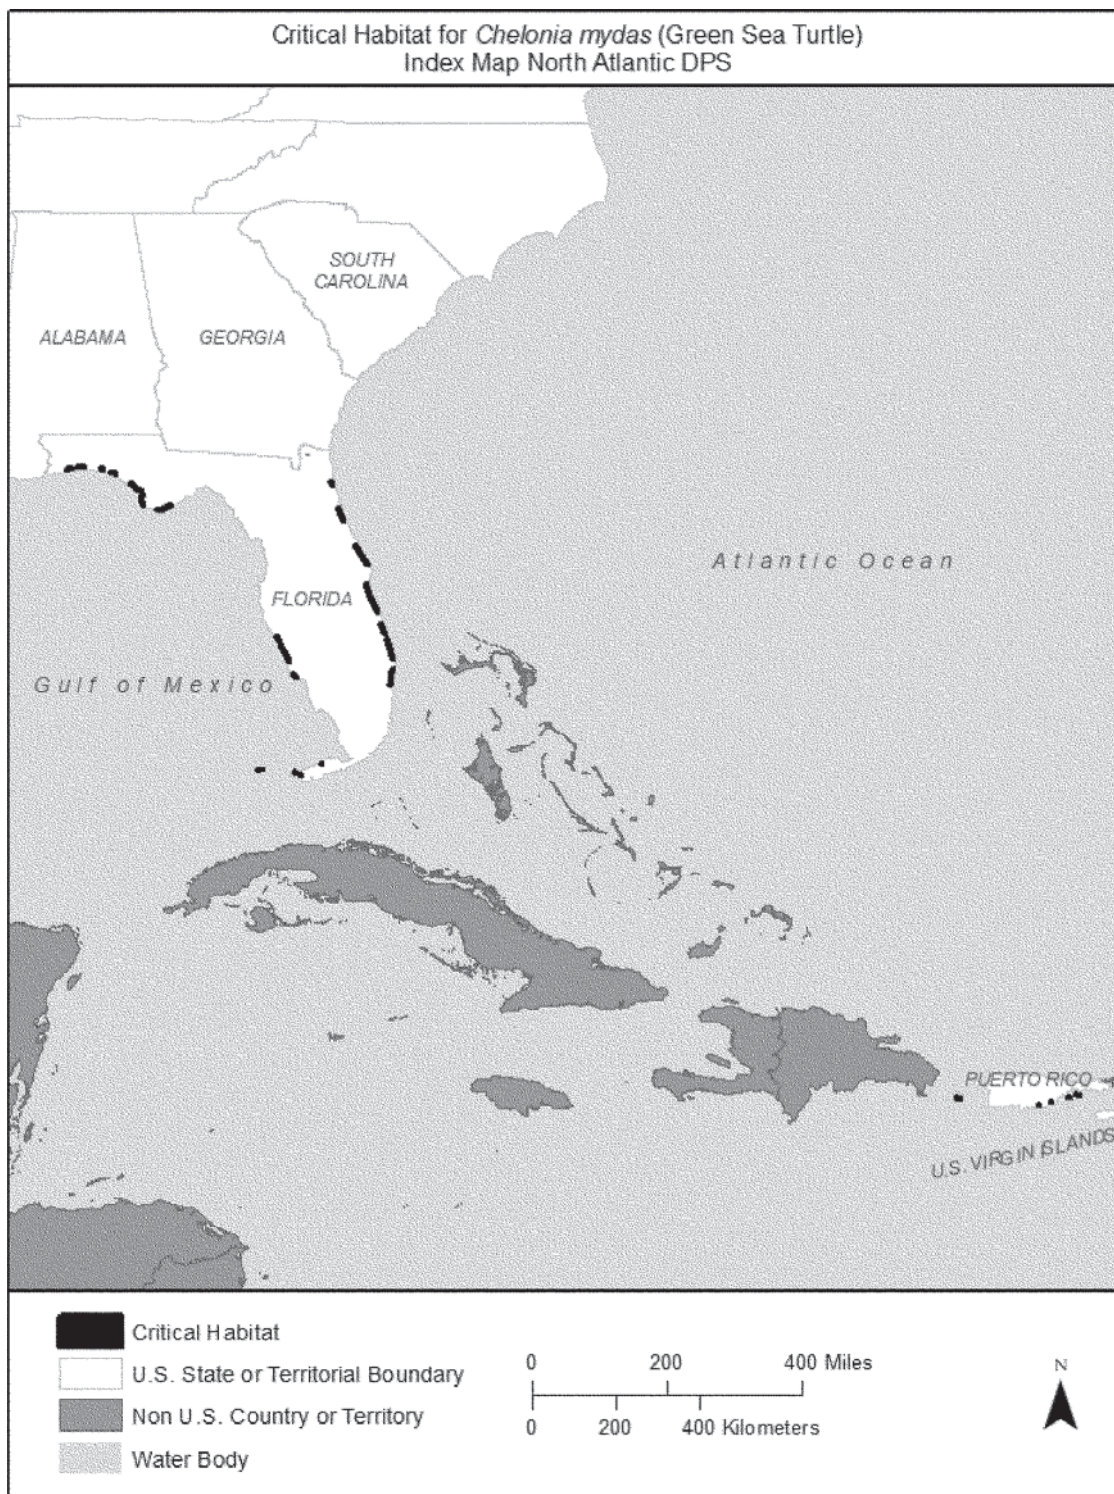 Critical Habitat for Chelonia mydas (Green Sea Turtle)
Index Map North Atlantic DPS
SOUTH
CAROLINA
ALABAMA
GEORGIA
Atlantic Ocean
FLORIDA
Gulf of Mexico
PUERTO RICO
U.S. VIRGIN ISLANDS
Critical Habitat
U.S. State or Territorial Boundary
Non U.S. Country or Territory
Water Body
0 200 400 Miles
0 200 400 Kilometers
N